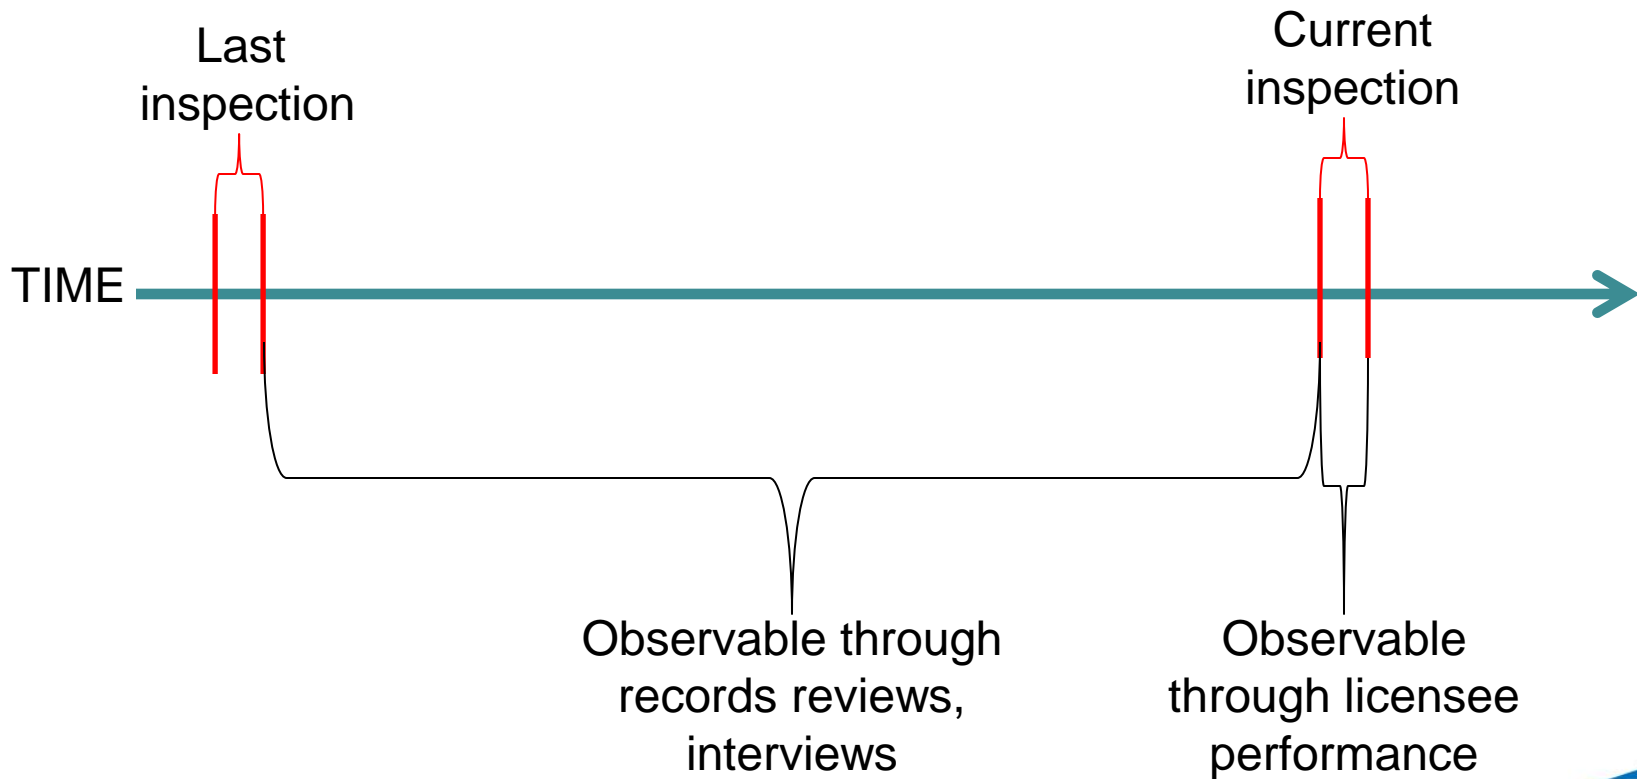 Last
inspection
Current
inspection
TIME
Observable through
records reviews,
interviews
Observable
through licensee
performance